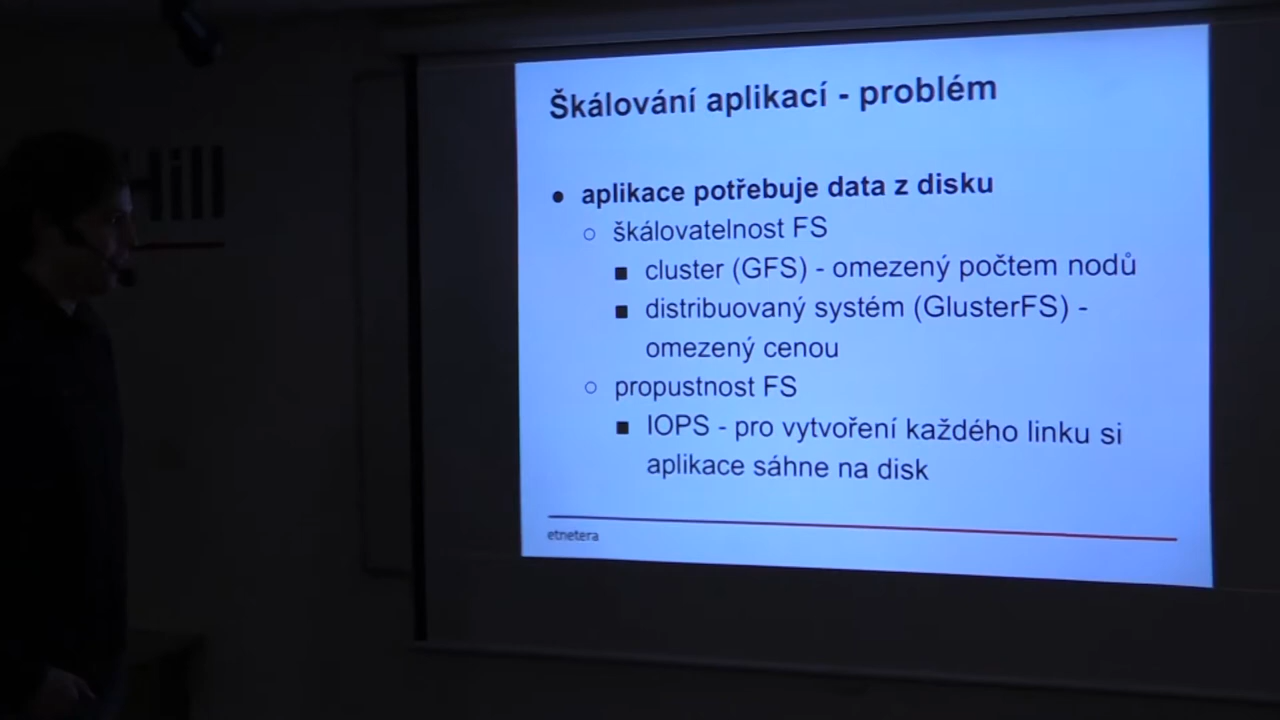 Škálování aplikací - problém
● aplikace potřebuje data z disku
○ škálovatelnost FS
■ cluster (GFS) - omezený počtem nodů
■ distribuovaný systém (GlusterFS) -
omezený cenou
○ propustnost FS
■ IOPS - pro vytvoření každého linku si
aplikace sáhne na disk
etnetera
Hill